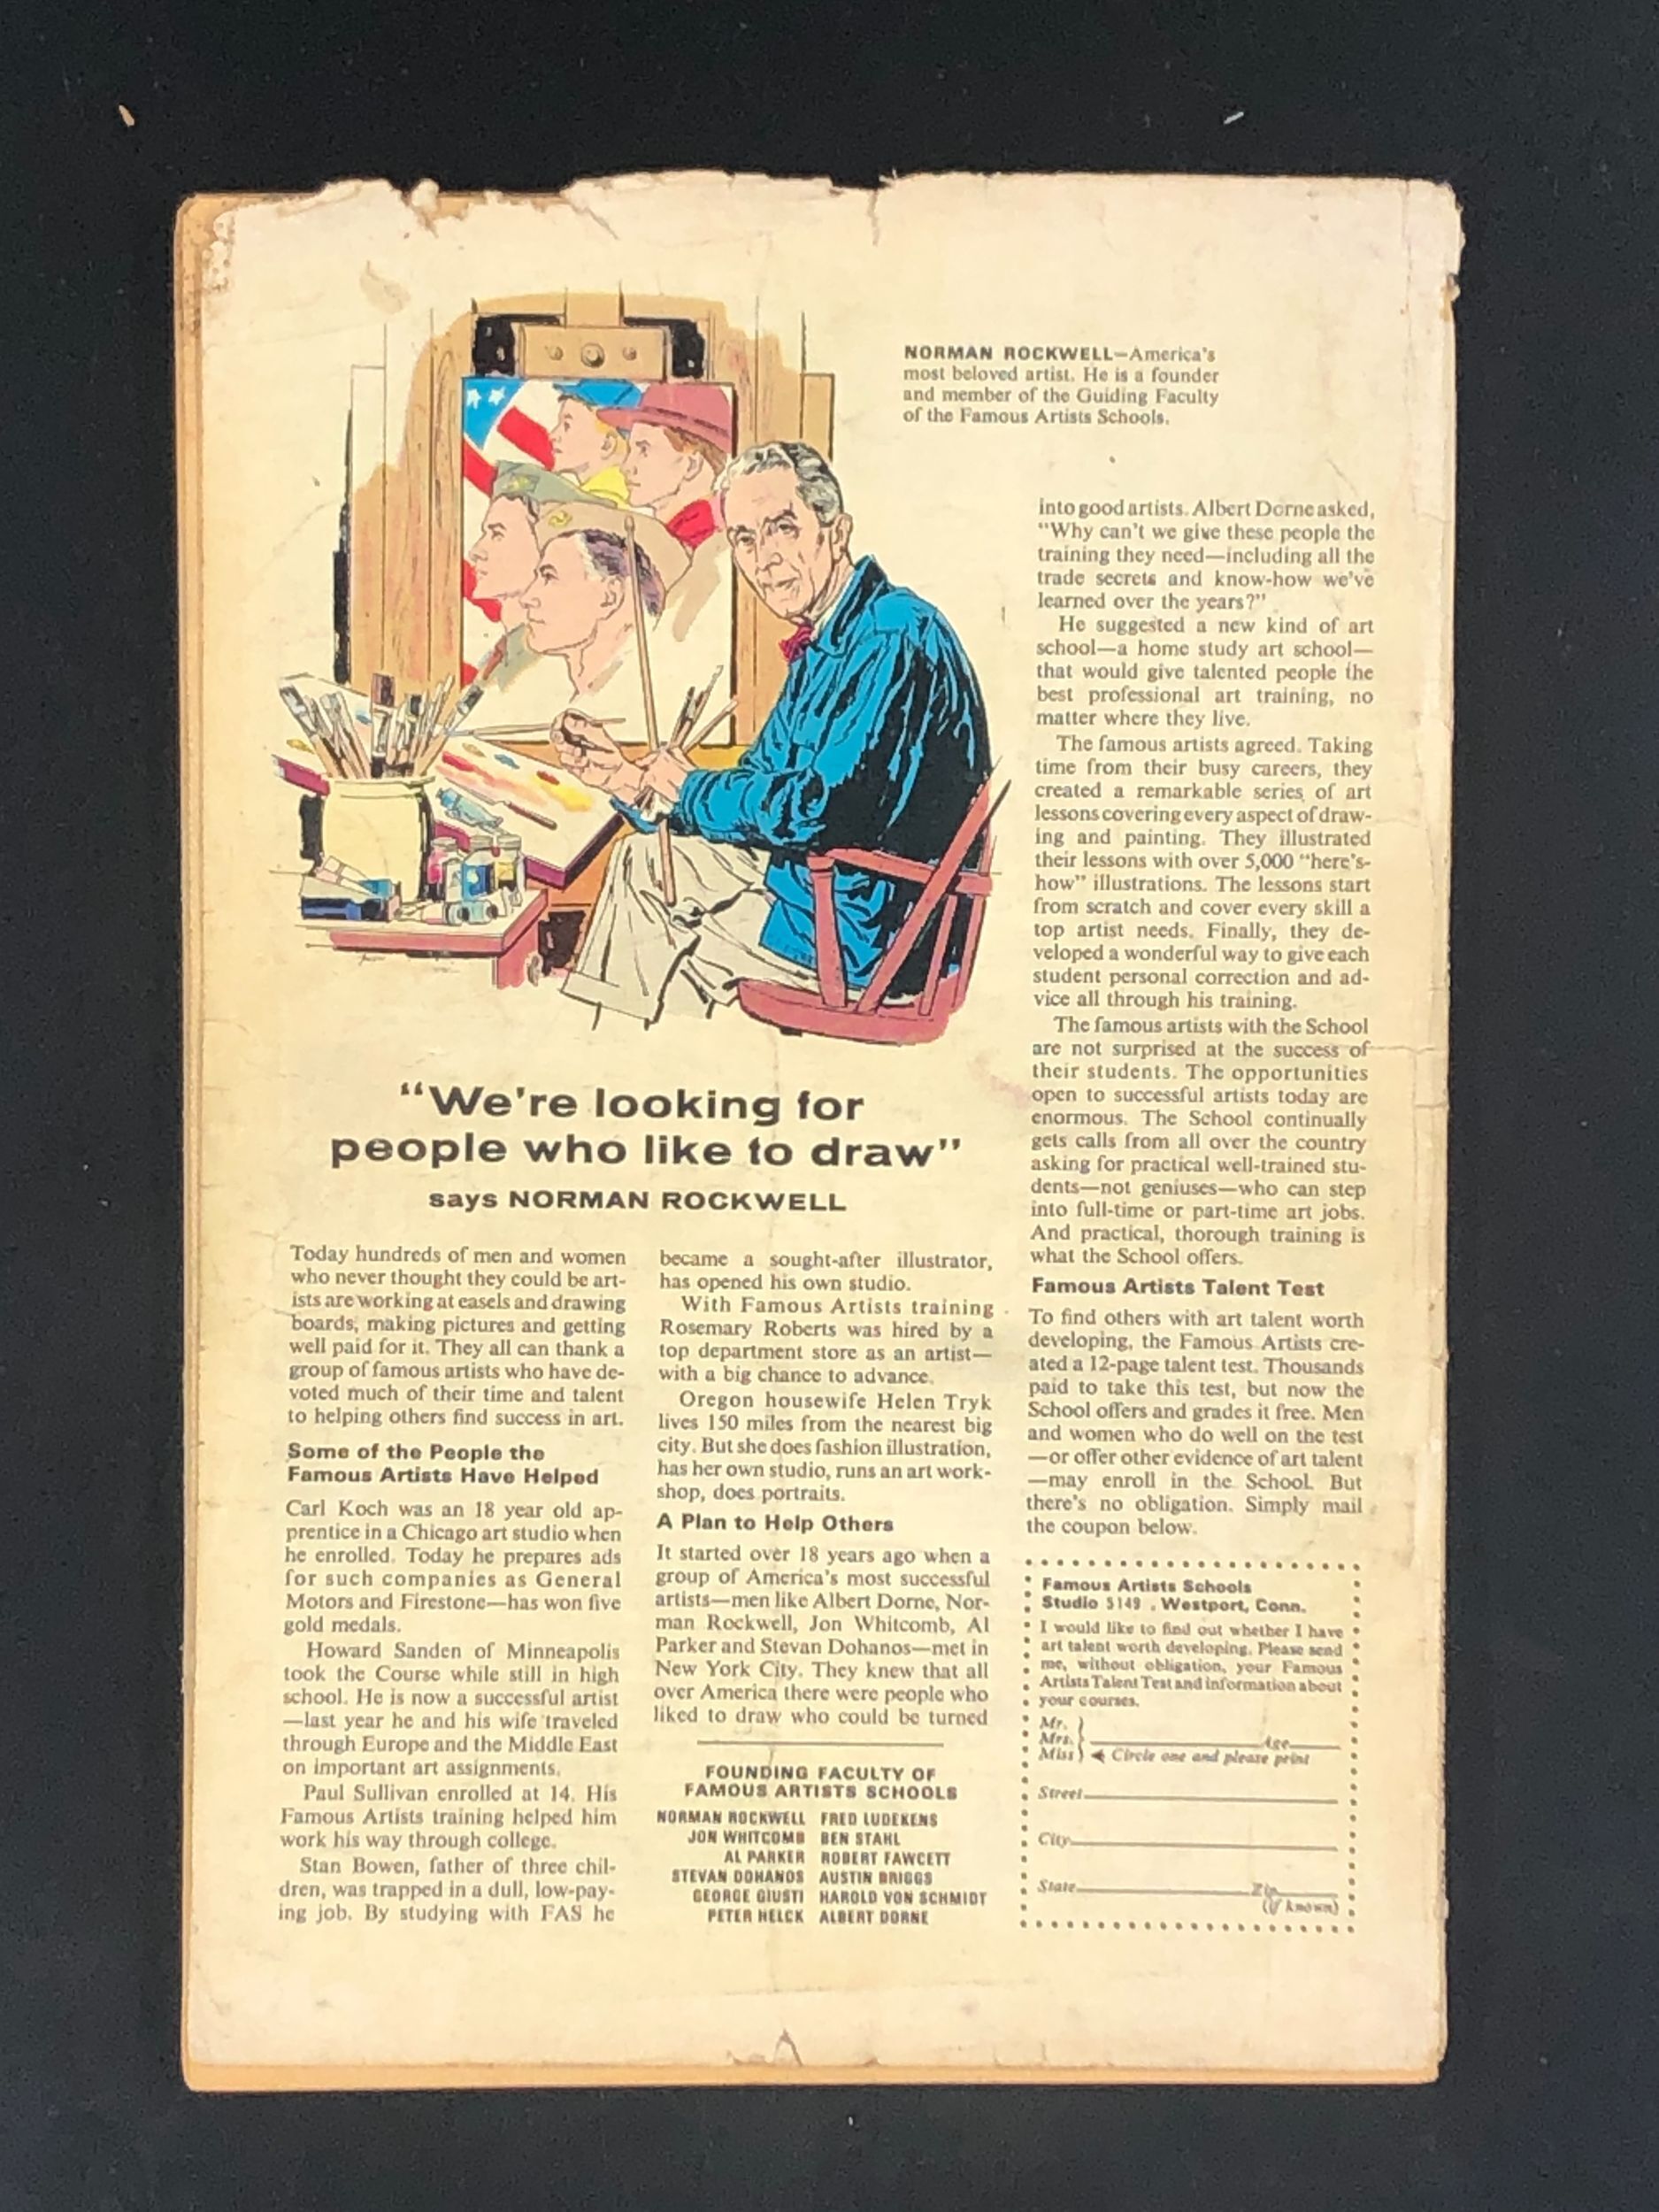 NORMAN ROCKWELL—America's
most beloved artist. He is a founder
and member of the Guiding Faculty
of the Famous Artists Schools.
"We're looking for
people who like to draw"
says NORMAN ROCKWELL
Today hundreds of men and women
who never thought they could be art-
ists are working at easels and drawing
boards, making pictures and getting
well paid for it. They all can thank a
group of famous artists who have de-
voted much of their time and talent
to helping others find success in art.
Some of the People the
Famous Artists Have Helped
Carl Koch was an 18 year old ap-
prentice in a Chicago art studio when
he enrolled. Today he prepares ads
for such companies as General
Motors and Firestone—has won five
gold medals.
Howard Sanden of Minneapolis
took the Course while still in high
school. He is now a successful artist
—last year he and his wife traveled
through Europe and the Middle East
on important art assignments.
Paul Sullivan enrolled at 14. His
Famous Artists training helped him
work his way through college.
Stan Bowen, father of three chil-
dren, was trapped in a dull, low-pay-
ing job. By studying with FAS he
became a sought-after illustrator,
has opened his own studio.
With Famous Artists training
Rosemary Roberts was hired by a
top department store as an artist—
with a big chance to advance.
Oregon housewife Helen Tryk
lives 150 miles from the nearest big
city. But she does fashion illustration,
has her own studio, runs an art work-
shop, does portraits.
A Plan to Help Others
It started over 18 years ago when a
group of America's most successful
artists—men like Albert Dorne, Nor-
man Rockwell, Jon Whitcomb, Al
Parker and Stevan Dohanos—met in
New York City. They knew that all
over America there were people who
liked to draw who could be turned
FOUNDING FACULTY OF
FAMOUS ARTISTS SCHOOLS
NORMAN ROCKWELL FRED LUDEKENS
JON WHITCOMB BEN STAHL
AL PARKER ROBERT FAWCETT
STEVAN DOHANOS AUSTIN BRIGGS
GEORGE GIUSTI HAROLD VON SCHMIDT
PETER HELCK ALBERT DORNE
into good artists. Albert Dorne asked,
"Why can't we give these people the
training they need—including all the
trade secrets and know-how we've
learned over the years?"
He suggested a new kind of art
school—a home study art school—
that would give talented people the
best professional art training, no
matter where they live.
The famous artists agreed. Taking
time from their busy careers, they
created a remarkable series of art
lessons covering every aspect of draw-
ing and painting. They illustrated
their lessons with over 5,000 "here's-
how" illustrations. The lessons start
from scratch and cover every skill a
top artist needs. Finally, they de-
veloped a wonderful way to give each
student personal correction and ad-
vice all through his training.
The famous artists with the School
are not surprised at the success of
their students. The opportunities
open to successful artists today are
enormous. The School continually
gets calls from all over the country
asking for practical well-trained stu-
dents—not geniuses—who can step
into full-time or part-time art jobs.
And practical, thorough training is
what the School offers.
Famous Artists Talent Test
To find others with art talent worth
developing, the Famous Artists cre-
ated a 12-page talent test. Thousands
paid to take this test, but now the
School offers and grades it free. Men
and women who do well on the test
—or offer other evidence of art talent
—may enroll in the School. But
there's no obligation. Simply mail
the coupon below.
Famous Artists Schools
Studio 5149 . Westport, Conn.
I would like to find out whether I have
art talent worth developing. Please send
me, without obligation, your Famous
Artists Talent Test and information about
your courses.
Mr.
Mrs. Age
Miss Circle one and please print
Street
City
State Zip
(if known)